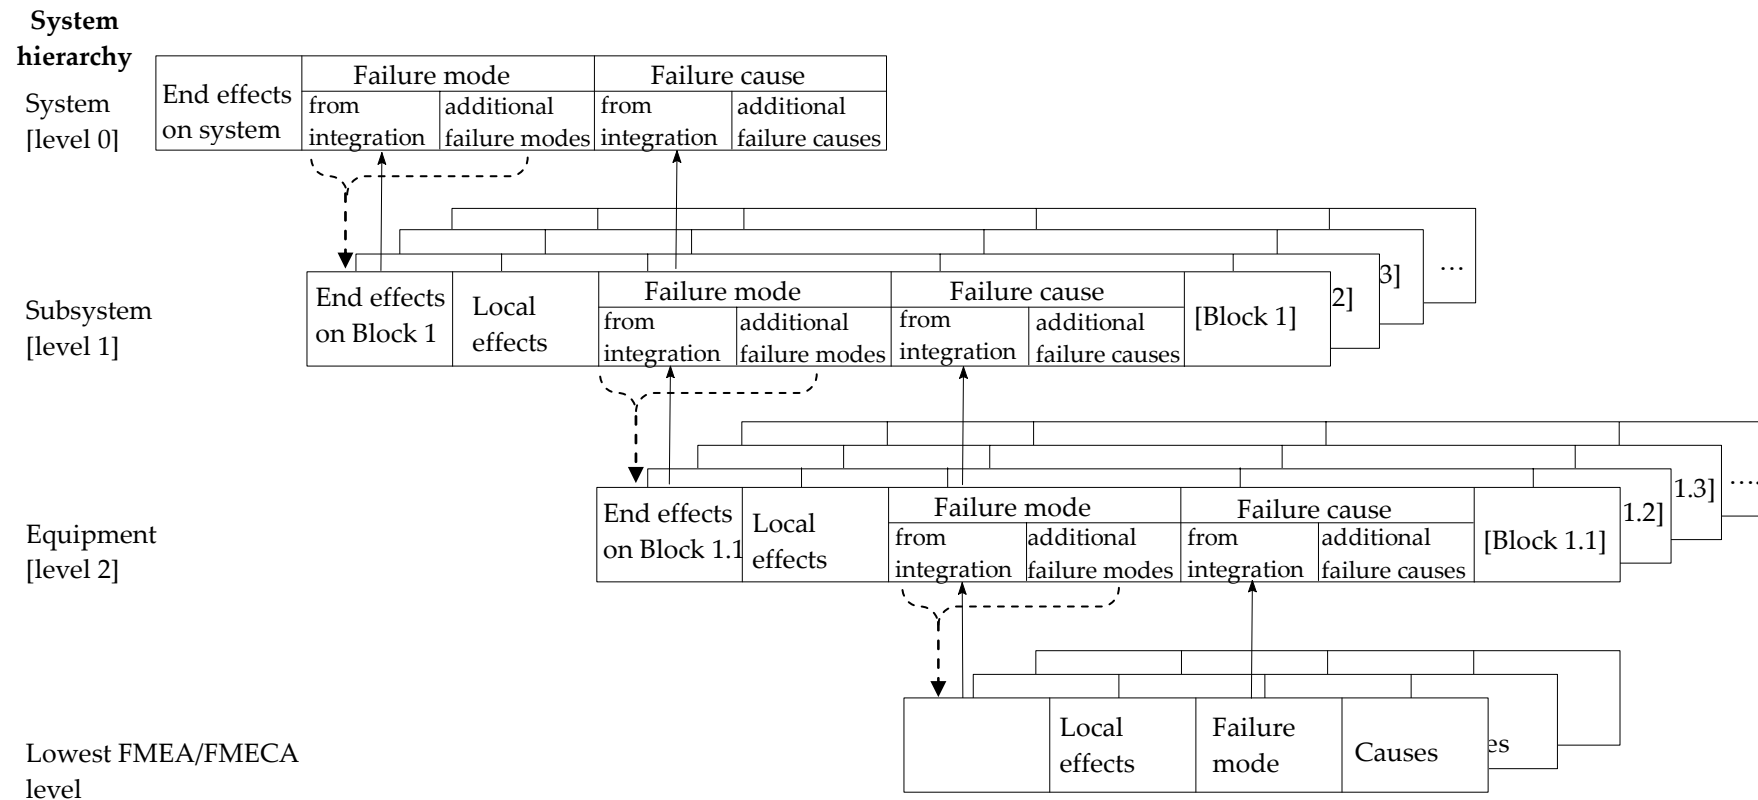 System
hierarchy
System
[level 0]
End effects
on system
Failure mode
from
integration
additional
failure modes
Failure cause
from
integration
additional
failure causes
Subsystem
[level 1]
End effects
on Block 1
Local
effects
Failure mode
from
integration
additional
failure modes
Failure cause
from
integration
additional
failure causes
[Block 1]
2]
3]
...
Equipment
[level 2]
End effects
on Block 1.1
Local
effects
Failure mode
from
integration
additional
failure modes
Failure cause
from
integration
additional
failure causes
[Block 1.1]
1.2]
1.3]
....
Lowest FMEA/FMECA
level
Local
effects
Failure
mode
Causes
es